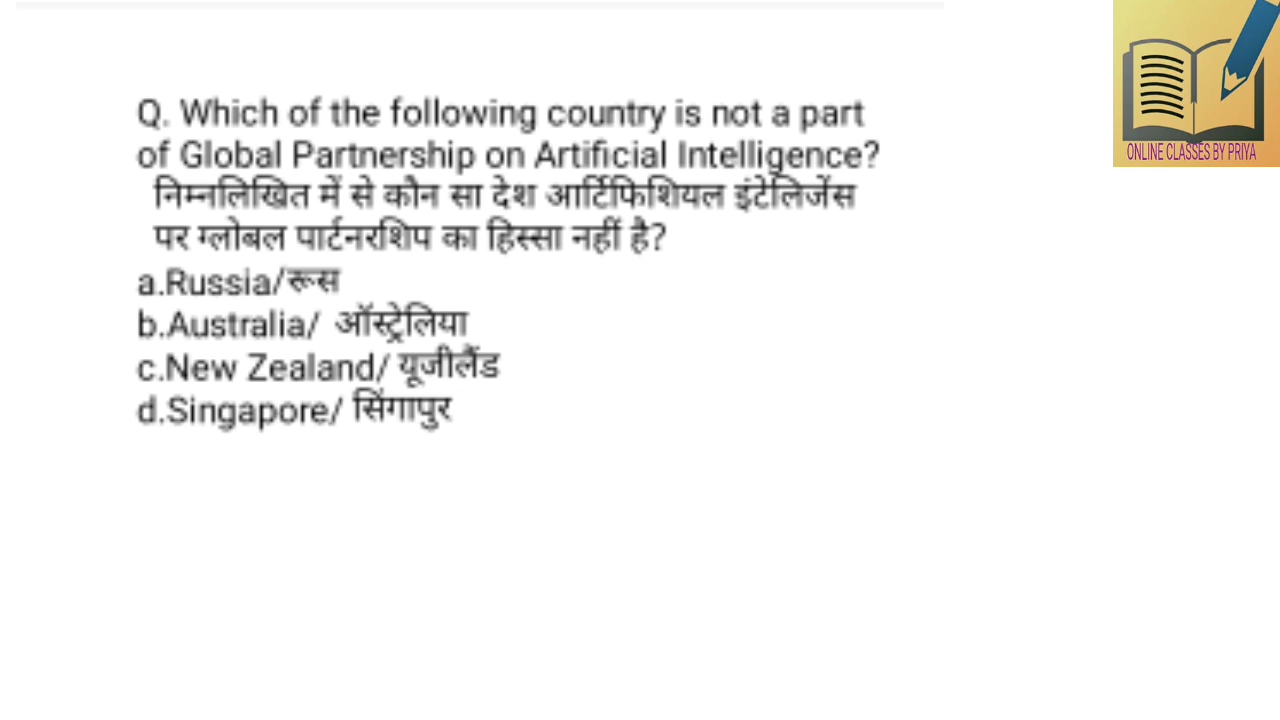 Q. Which of the following country is not a part
of Global Partnership on Artificial Intelligence?
निम्नलिखित में से कौन सा देश आर्टिफिशियल इंटेलिजेंस
पर ग्लोबल पार्टनरशिप का हिस्सा नहीं है?
a.Russia/रूस
b.Australia/ ऑस्ट्रेलिया
c.New Zealand/ यूजीलैंड
d.Singapore/ सिंगापुर
ONLINE CLASSES BY PRIYA